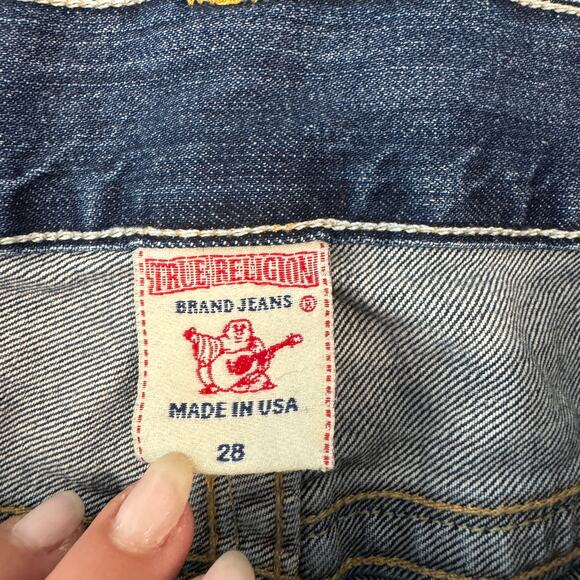 TRUE RELIGION
BRAND JEANS ®
MADE IN USA
28